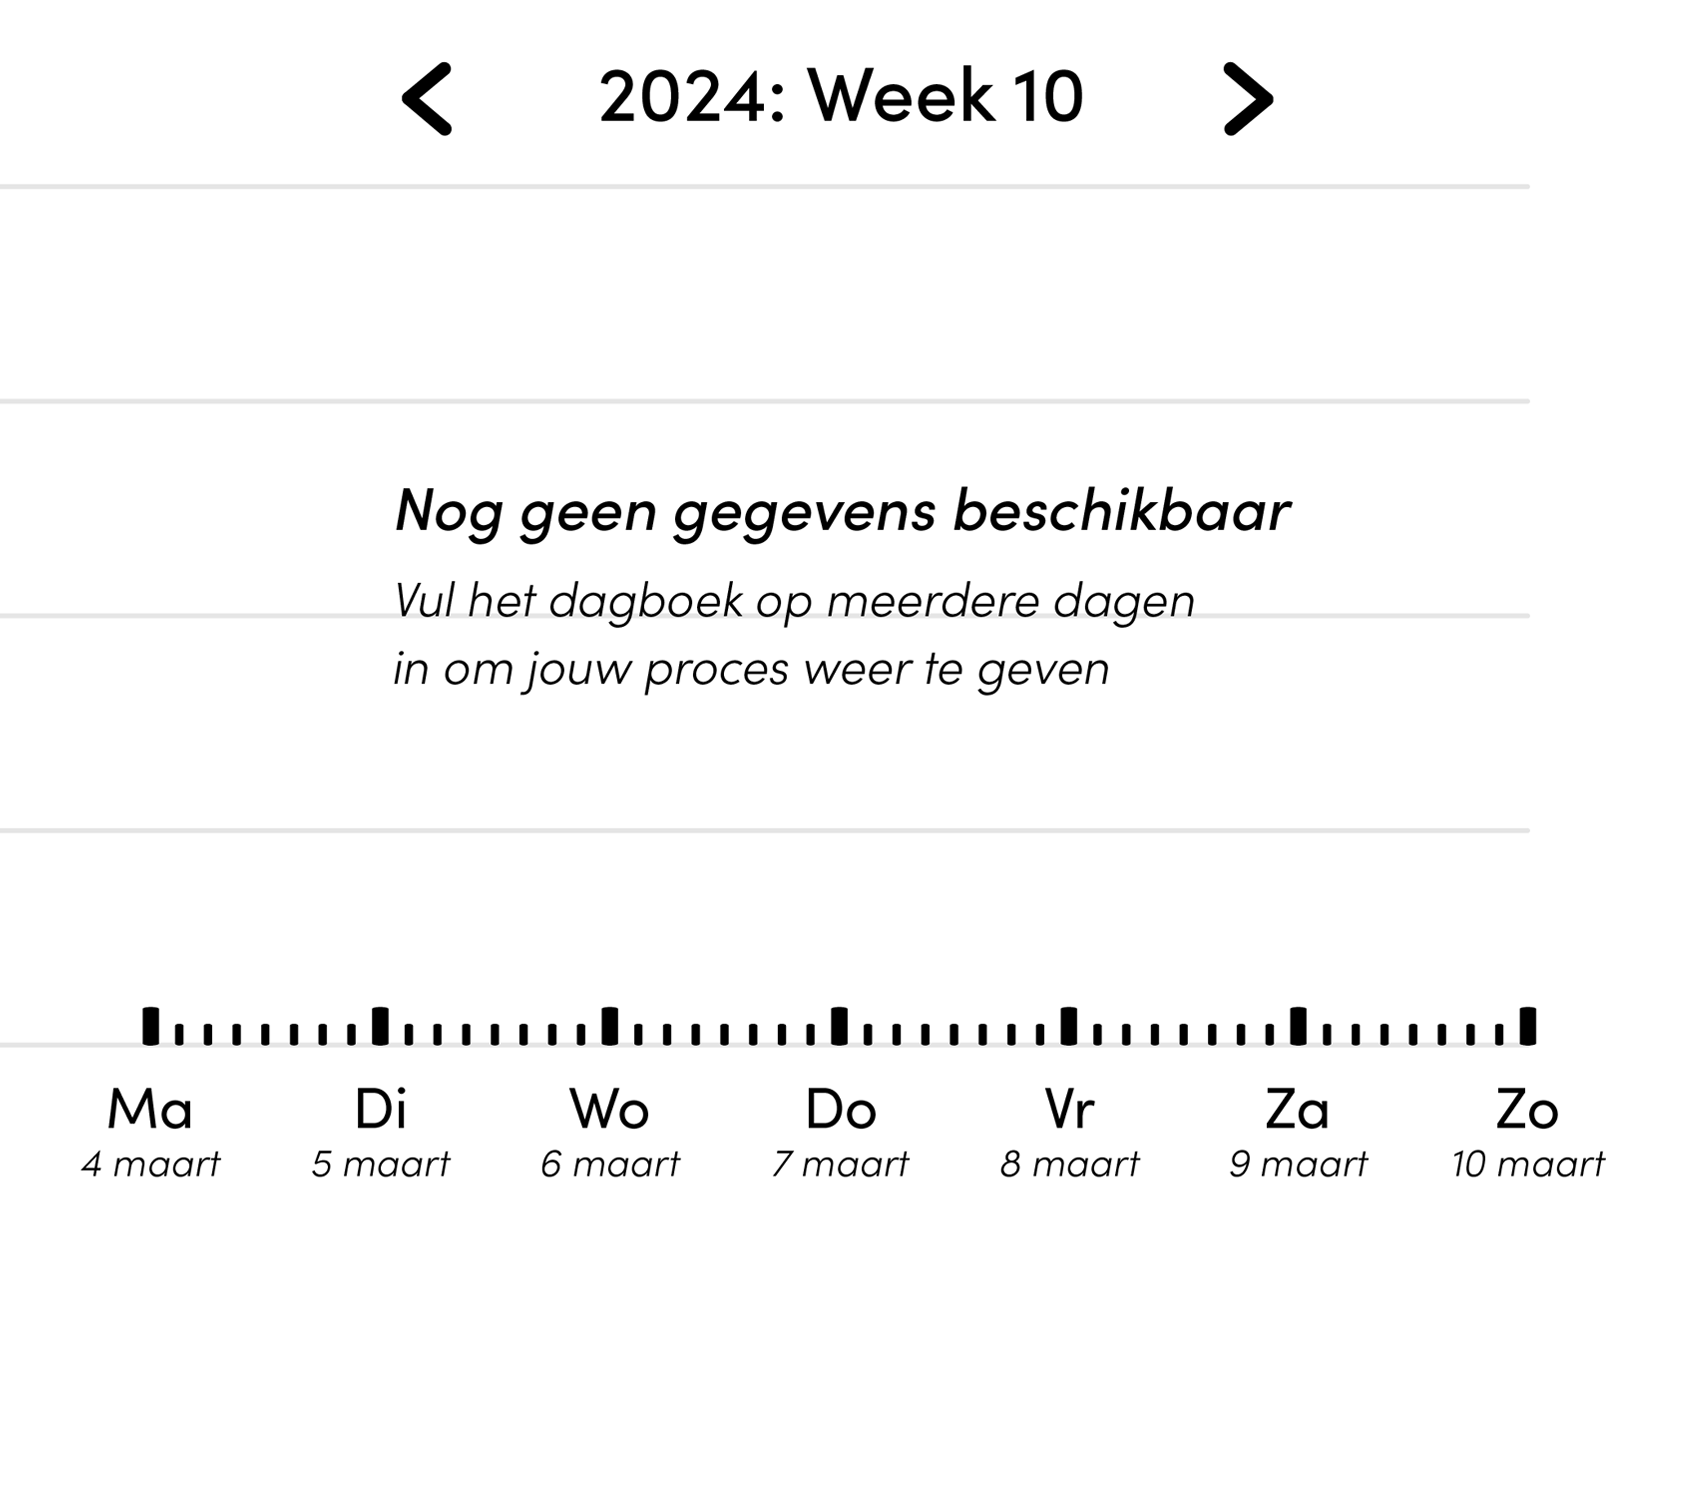 2024: Week 10
Nog geen gegevens beschikbaar
Vul het dagboek op meerdere dagen
in om jouw proces weer te geven
Ma Di Wo Do Vr Za Zo
4 maart 5 maart 6 maart 7 maart 8 maart 9 maart 10 maart